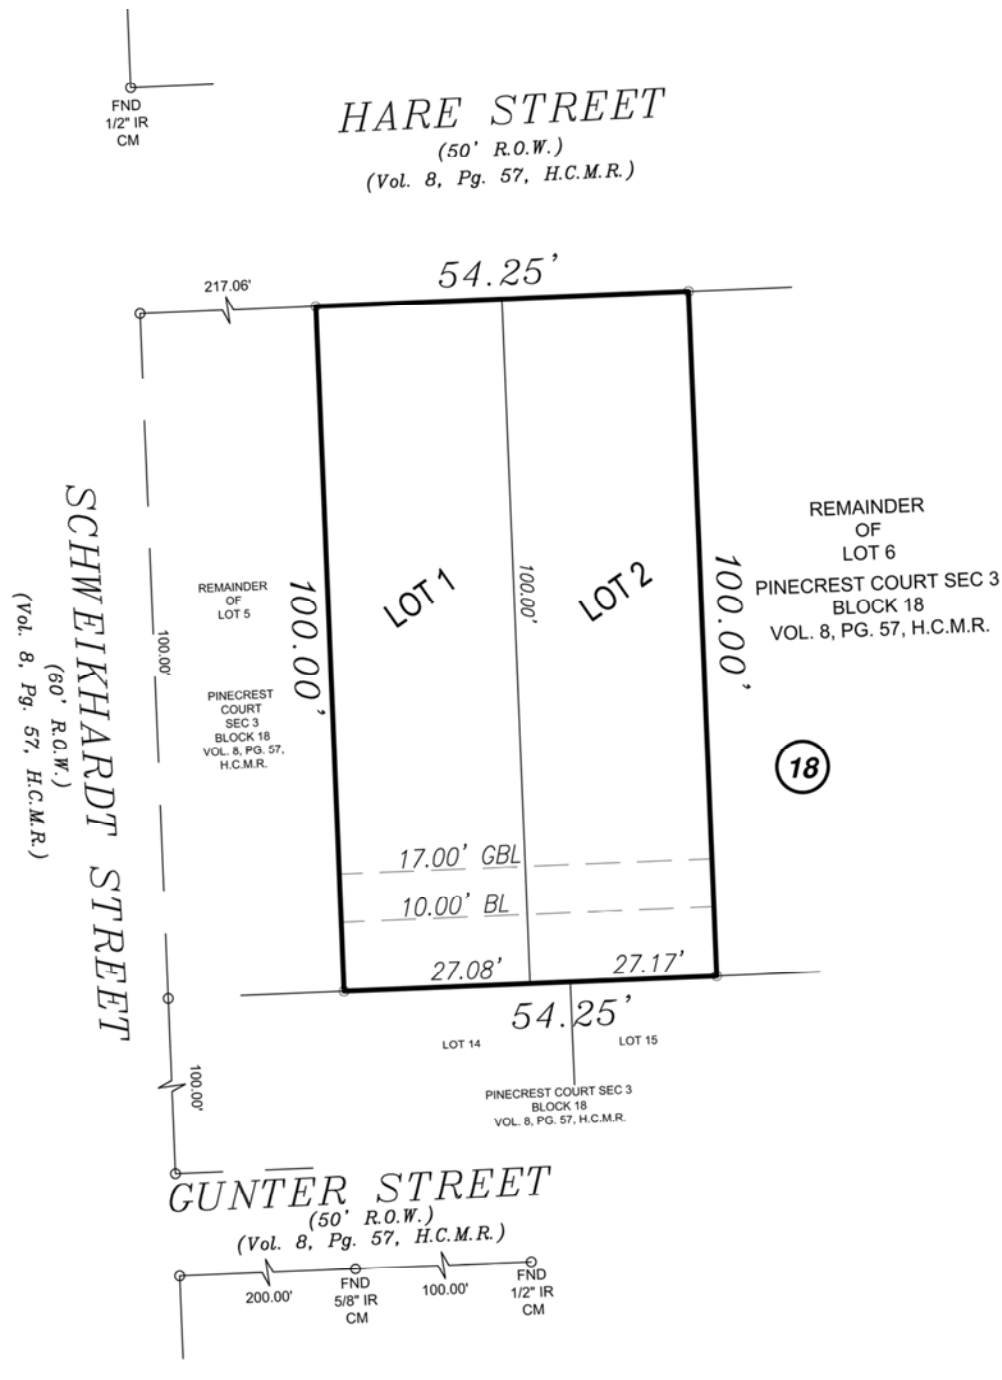 FND
1/2" IR
CM
HARE STREET
(50' R.O.W.)
(Vol. 8, Pg. 57, H.C.M.R.)
217.06'
54.25'
SCHWEIKHARDT STREET
(60' R.O.W.)
(Vol. 8, Pg. 57, H.C.M.R.)
100.00'
REMAINDER
OF
LOT 5
PINECREST
COURT
SEC 3
BLOCK 18
VOL. 8, PG. 57,
H.C.M.R.
100.00'
LOT 1
100.00'
LOT 2
100.00'
REMAINDER
OF
LOT 6
PINECREST COURT SEC 3
BLOCK 18
VOL. 8, PG. 57, H.C.M.R.
18
17.00' GBL
10.00' BL
27.08'
27.17'
54.25'
LOT 14
LOT 15
PINECREST COURT SEC 3
BLOCK 18
VOL. 8, PG. 57, H.C.M.R.
100.00'
GUNTER STREET
(50' R.O.W.)
(Vol. 8, Pg. 57, H.C.M.R.)
200.00'
FND
5/8" IR
CM
100.00'
FND
1/2" IR
CM